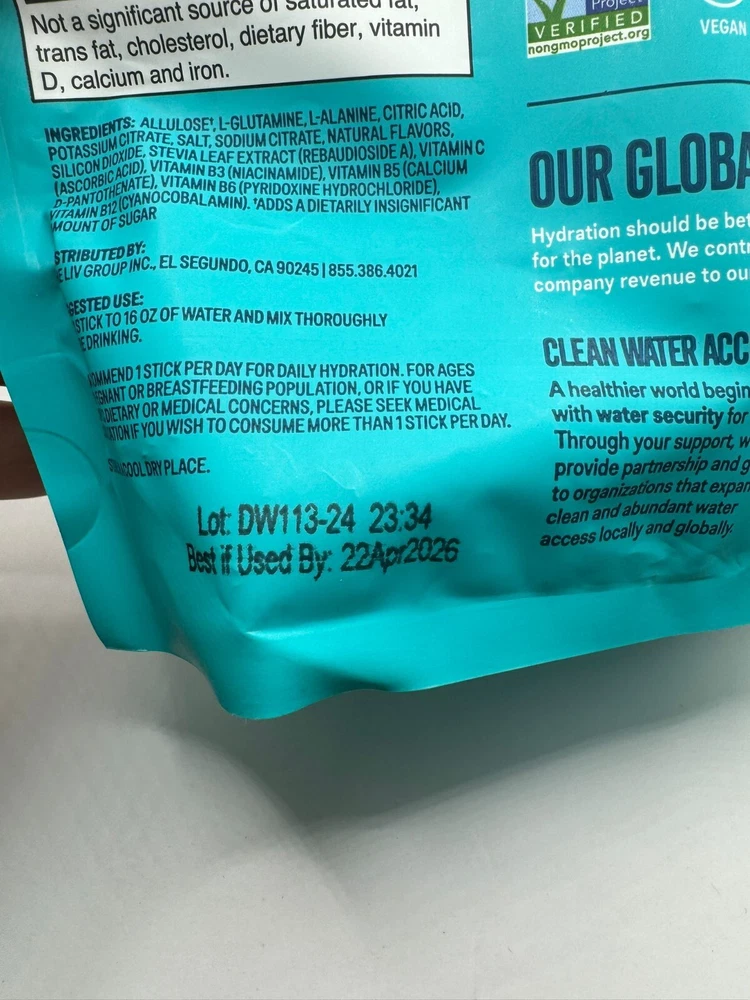 Not a significant source of saturated fat,
trans fat, cholesterol, dietary fiber, vitamin
D, calcium and iron.
INGREDIENTS: ALLULOSE†, L-GLUTAMINE, L-ALANINE, CITRIC ACID,
POTASSIUM CITRATE, SALT, SODIUM CITRATE, NATURAL FLAVORS,
SILICON DIOXIDE, STEVIA LEAF EXTRACT (REBAUDIOSIDE A), VITAMIN C
(ASCORBIC ACID), VITAMIN B3 (NIACINAMIDE), VITAMIN B5 (CALCIUM
D-PANTOTHENATE), VITAMIN B6 (PYRIDOXINE HYDROCHLORIDE),
VITAMIN B12 (CYANOCOBALAMIN). †ADDS A DIETARILY INSIGNIFICANT
MOUNT OF SUGAR
STRIBUTED BY:
E LIV GROUP INC., EL SEGUNDO, CA 90245 | 855.386.4021
GESTED USE:
STICK TO 16 OZ OF WATER AND MIX THOROUGHLY
E DRINKING.
OMMEND 1 STICK PER DAY FOR DAILY HYDRATION. FOR AGES
GNANT OR BREASTFEEDING POPULATION, OR IF YOU HAVE
DIETARY OR MEDICAL CONCERNS, PLEASE SEEK MEDICAL
TION IF YOU WISH TO CONSUME MORE THAN 1 STICK PER DAY.
COOL DRY PLACE.
Lot: DW113-24 23:34
Best if Used By: 22Apr2026
Project
VERIFIED
nongmoproject.org
VEGAN
OUR GLOBA
Hydration should be bet
for the planet. We contr
company revenue to ou
CLEAN WATER ACC
A healthier world begin
with water security for
Through your support, w
provide partnership and g
to organizations that expan
clean and abundant water
access locally and globally.